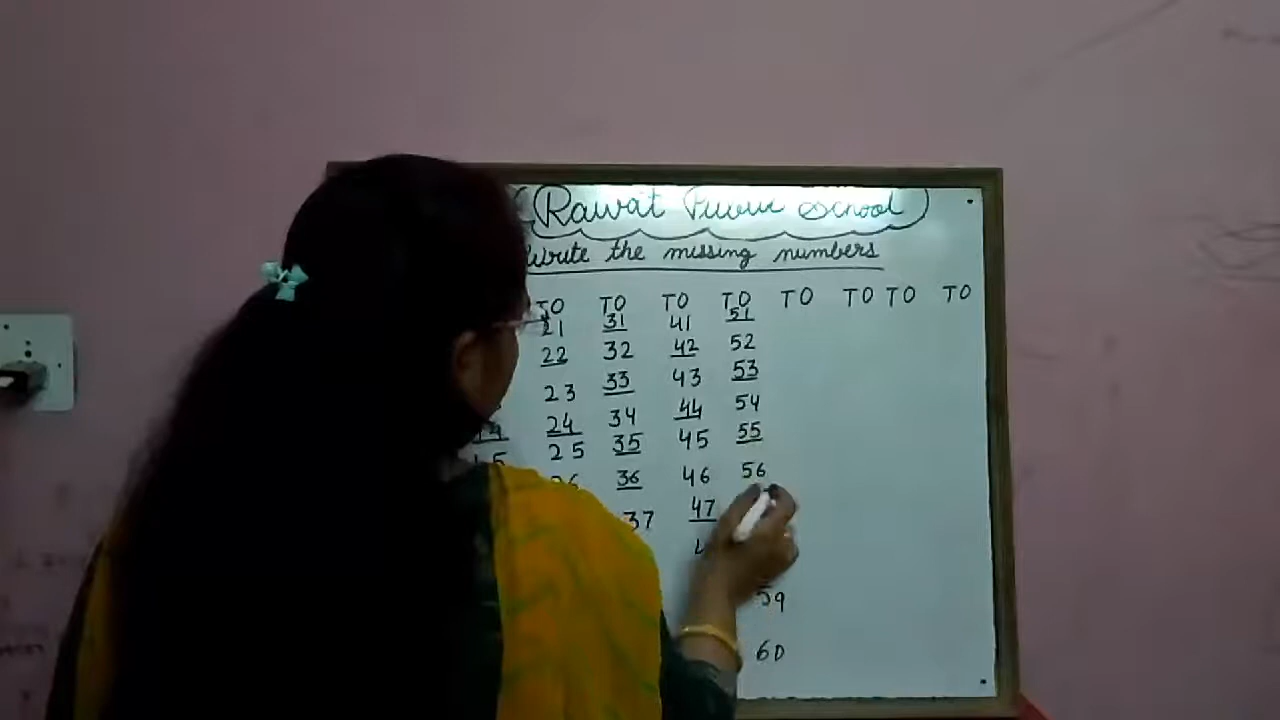 Rawat Public School
Write the missing numbers
TO TO TO TO TO TO TO TO
21 31 41 51
22 32 42 52
23 33 43 53
24 34 44 54
25 35 45 55
36 46 56
37 47
59
60